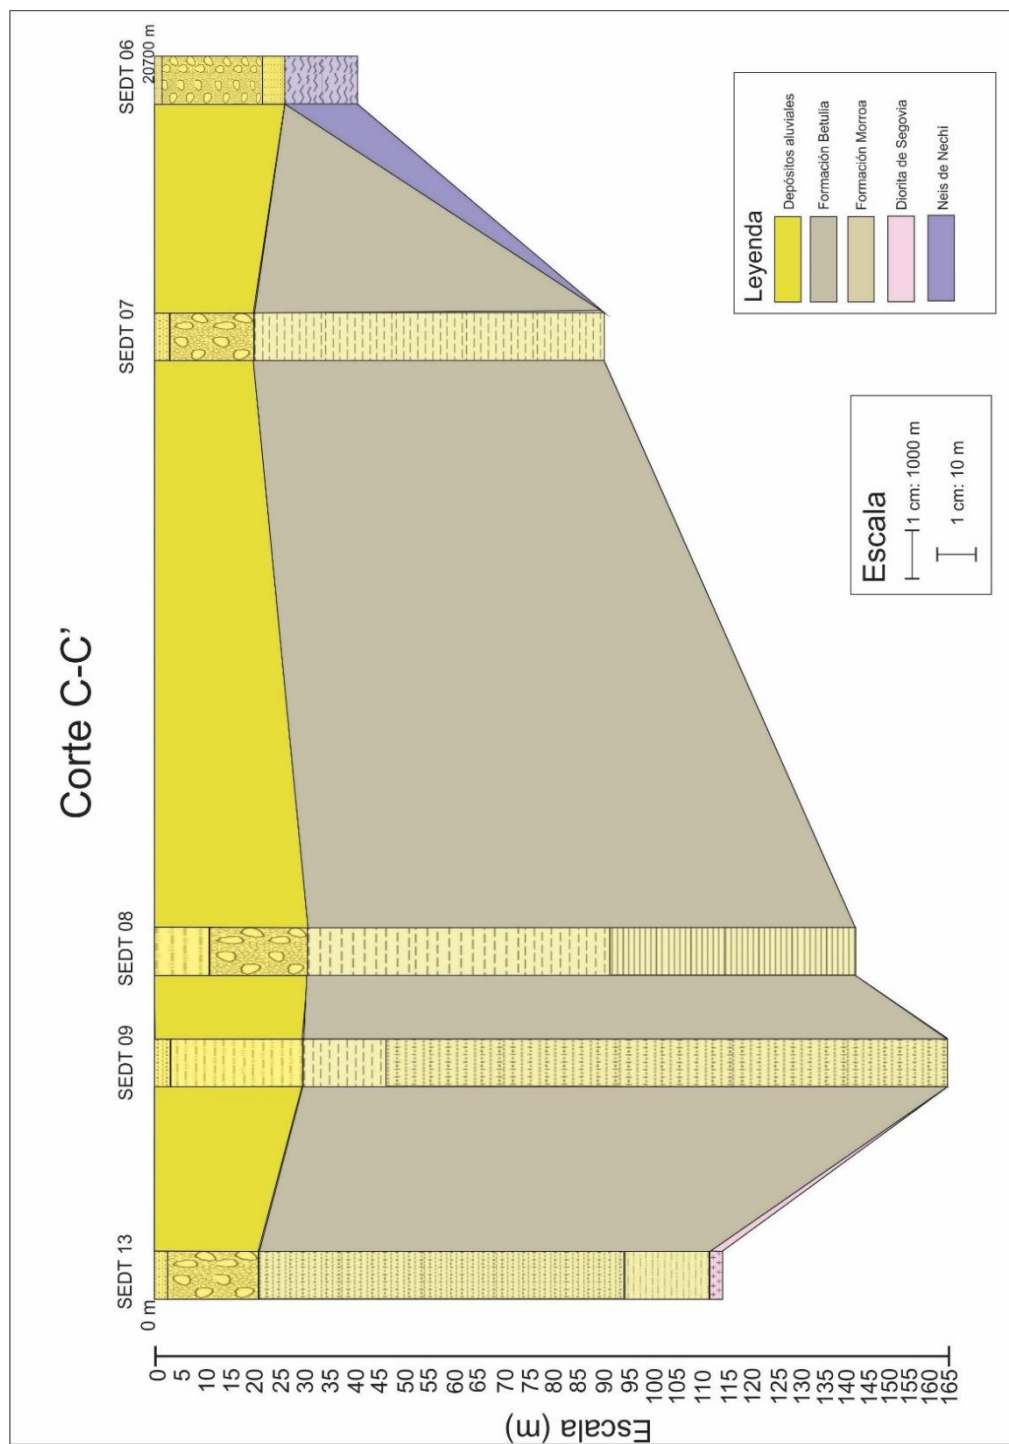 Corte C-C'
SEDT 13
SEDT 09
SEDT 08
SEDT 07
SEDT 06
0 m
20700 m
0
5
10
15
20
25
30
35
40
45
50
55
60
65
70
75
80
85
90
95
100
105
110
115
120
125
130
135
140
145
150
155
160
165
Escala (m)
Escala
1 cm: 1000 m
1 cm: 10 m
Leyenda
Depósitos aluviales
Formación Betulia
Formación Morroa
Diorita de Segovia
Neis de Nechí